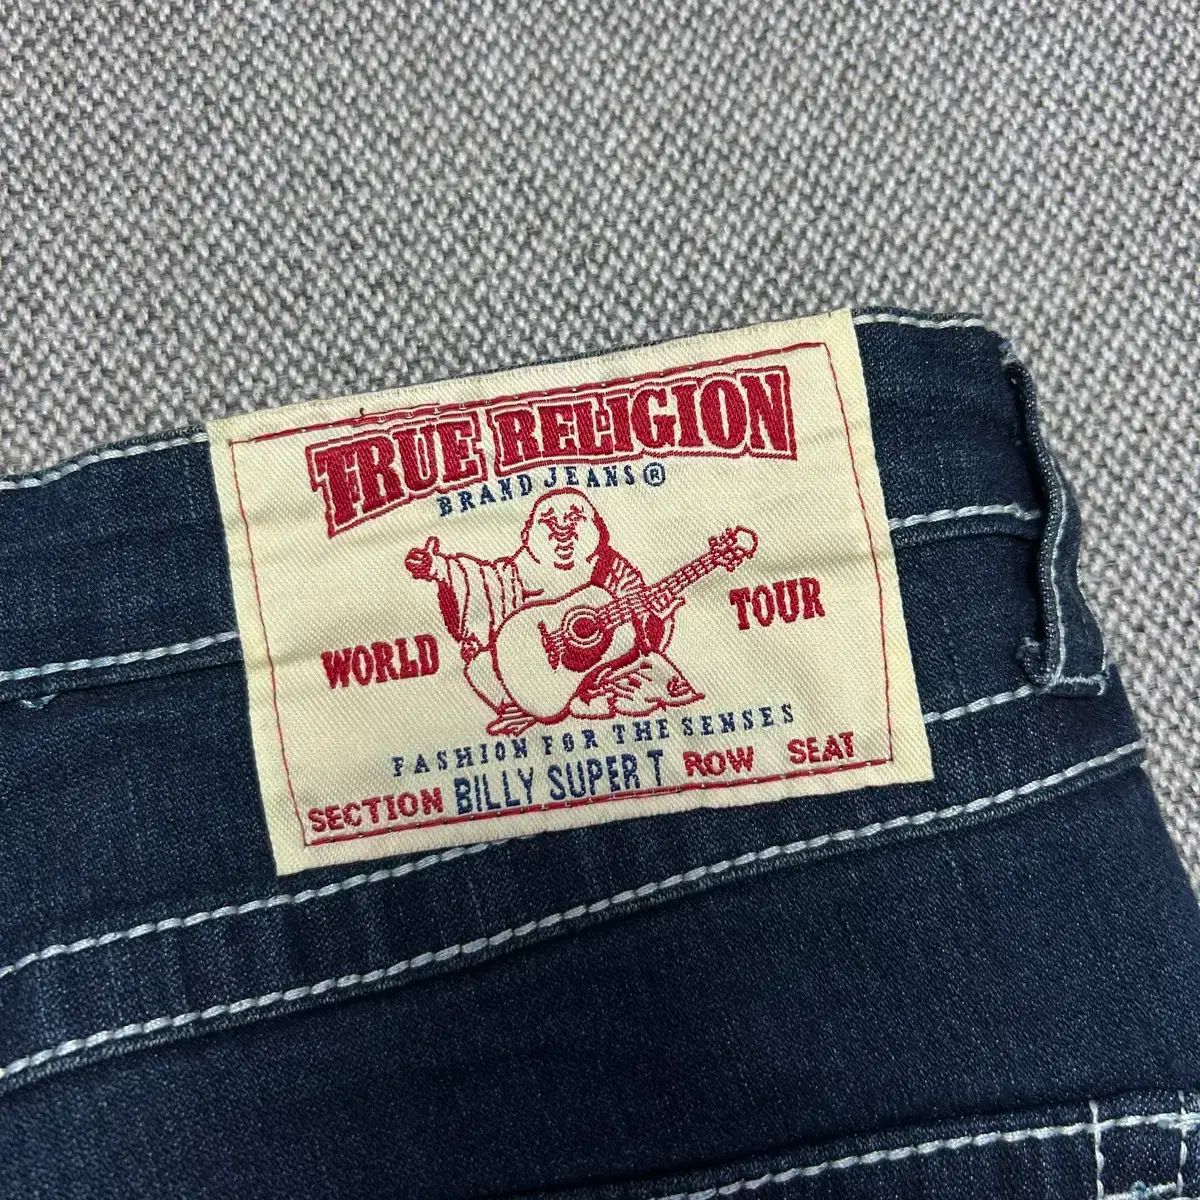 TRUE RELIGION
BRAND JEANS®
WORLD TOUR
FASHION FOR THE SENSES
SECTION BILLY SUPER T ROW SEAT